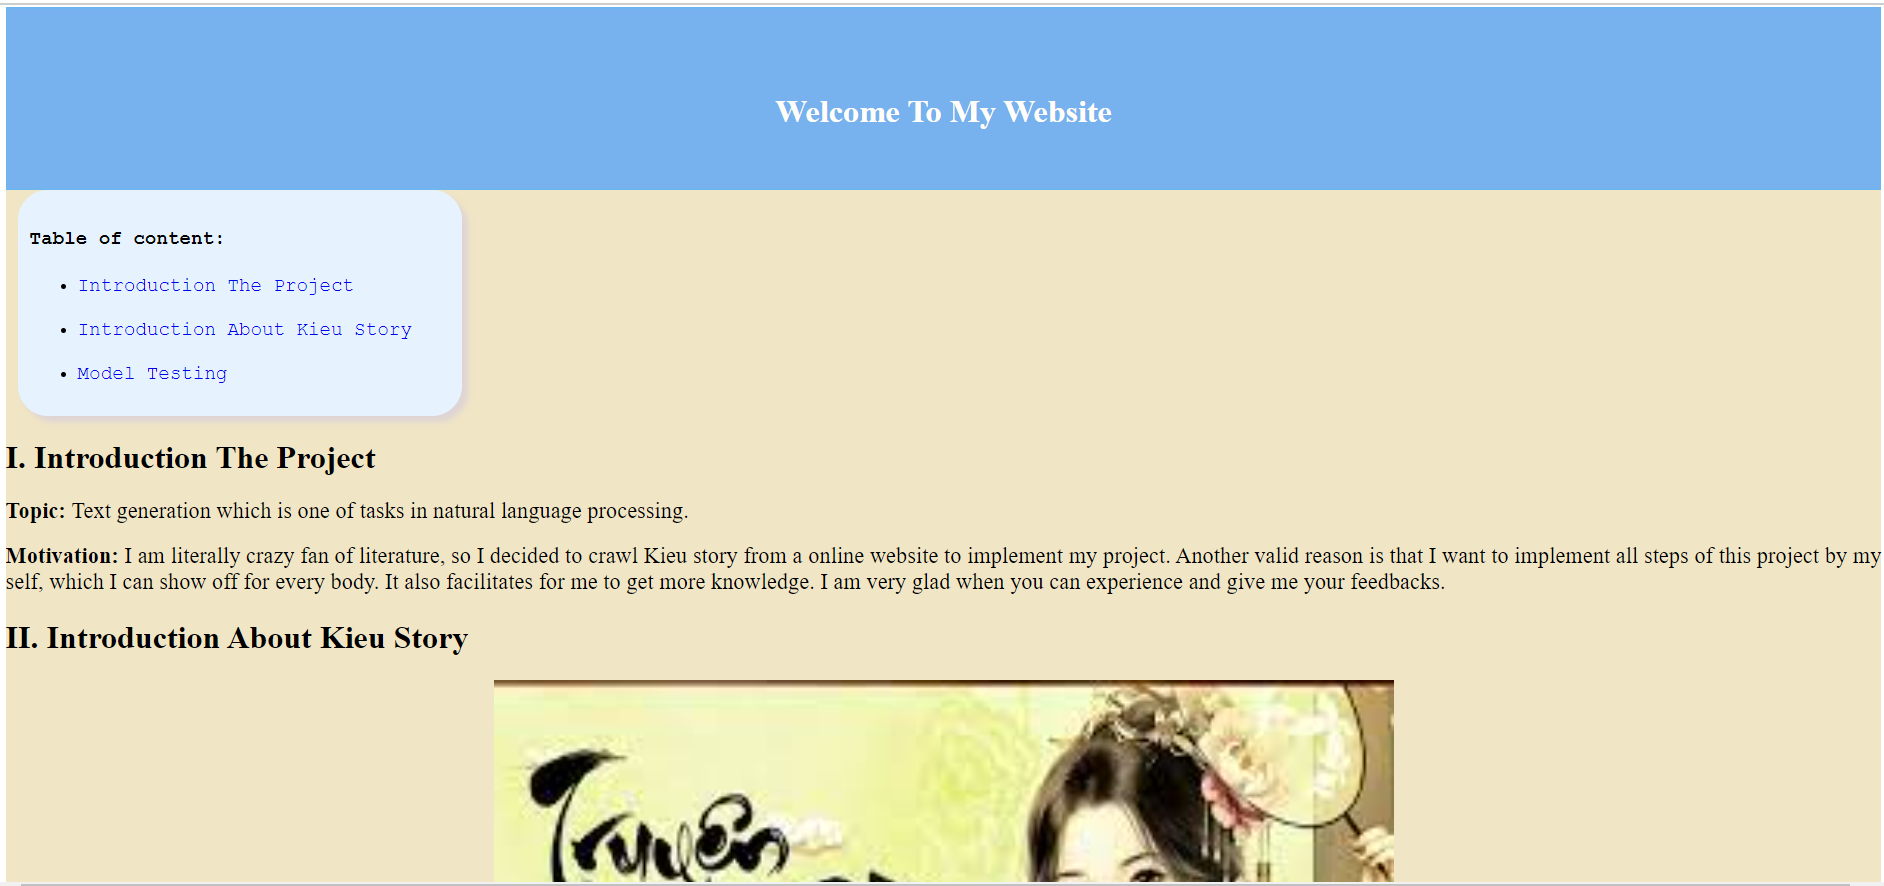 Welcome To My Website
Table of content:
• Introduction The Project
• Introduction About Kieu Story
• Model Testing
I. Introduction The Project
Topic: Text generation which is one of tasks in natural language processing.
Motivation: I am literally crazy fan of literature, so I decided to crawl Kieu story from a online website to implement my project. Another valid reason is that I want to implement all steps of this project by my
self, which I can show off for every body. It also facilitates for me to get more knowledge. I am very glad when you can experience and give me your feedbacks.
II. Introduction About Kieu Story
Truyện